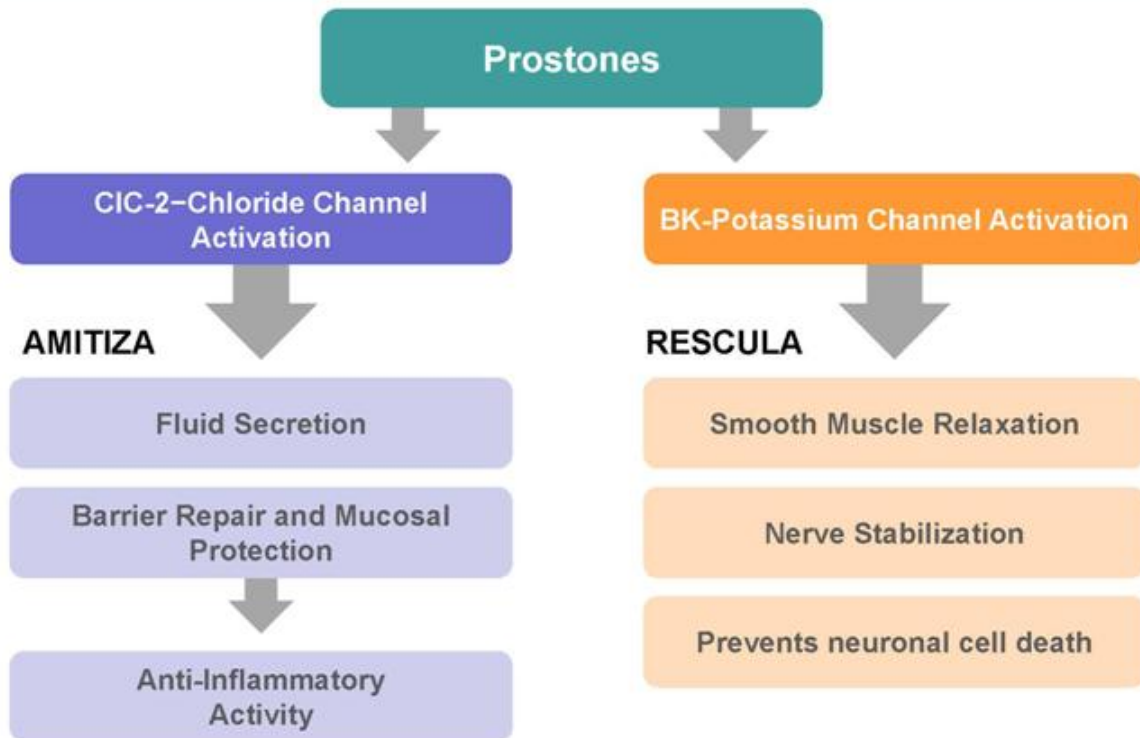 Prostones
ClC-2–Chloride Channel
Activation
BK-Potassium Channel Activation
AMITIZA
RESCULA
Fluid Secretion
Smooth Muscle Relaxation
Barrier Repair and Mucosal
Protection
Nerve Stabilization
Prevents neuronal cell death
Anti-Inflammatory
Activity